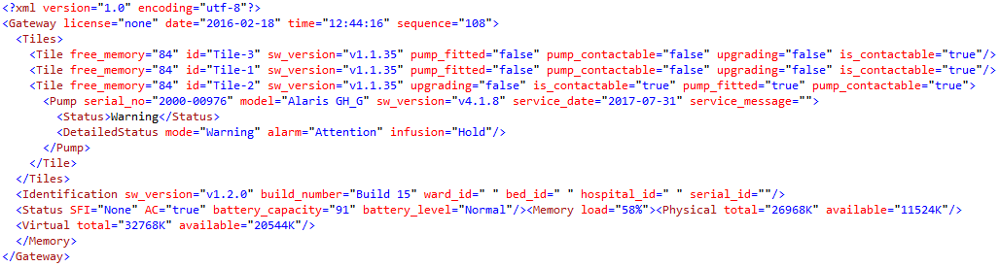 <?xml version="1.0" encoding="utf-8"?>
<Gateway license="none" date="2016-02-18" time="12:44:16" sequence="108">
<Tiles>
<Tile free_memory="84" id="Tile-3" sw_version="v1.1.35" pump_fitted="false" pump_contactable="false" upgrading="false" is_contactable="true"/>
<Tile free_memory="84" id="Tile-1" sw_version="v1.1.35" pump_fitted="false" pump_contactable="false" upgrading="false" is_contactable="true"/>
<Tile free_memory="84" id="Tile-2" sw_version="v1.1.35" upgrading="false" is_contactable="true" pump_fitted="true" pump_contactable="true">
<Pump serial_no="2000-00976" model="Alaris GH_G" sw_version="v4.1.8" service_date="2017-07-31" service_message="">
<Status>Warning</Status>
<DetailedStatus mode="Warning" alarm="Attention" infusion="Hold"/>
</Pump>
</Tile>
</Tiles>
<Identification sw_version="v1.2.0" build_number="Build 15" ward_id=" " bed_id=" " hospital_id=" " serial_id=""/>
<Status SFI="None" AC="true" battery_capacity="91" battery_level="Normal"/><Memory load="58%"><Physical total="26968K" available="11524K"/>
<Virtual total="32768K" available="20544K"/>
</Memory>
</Gateway>